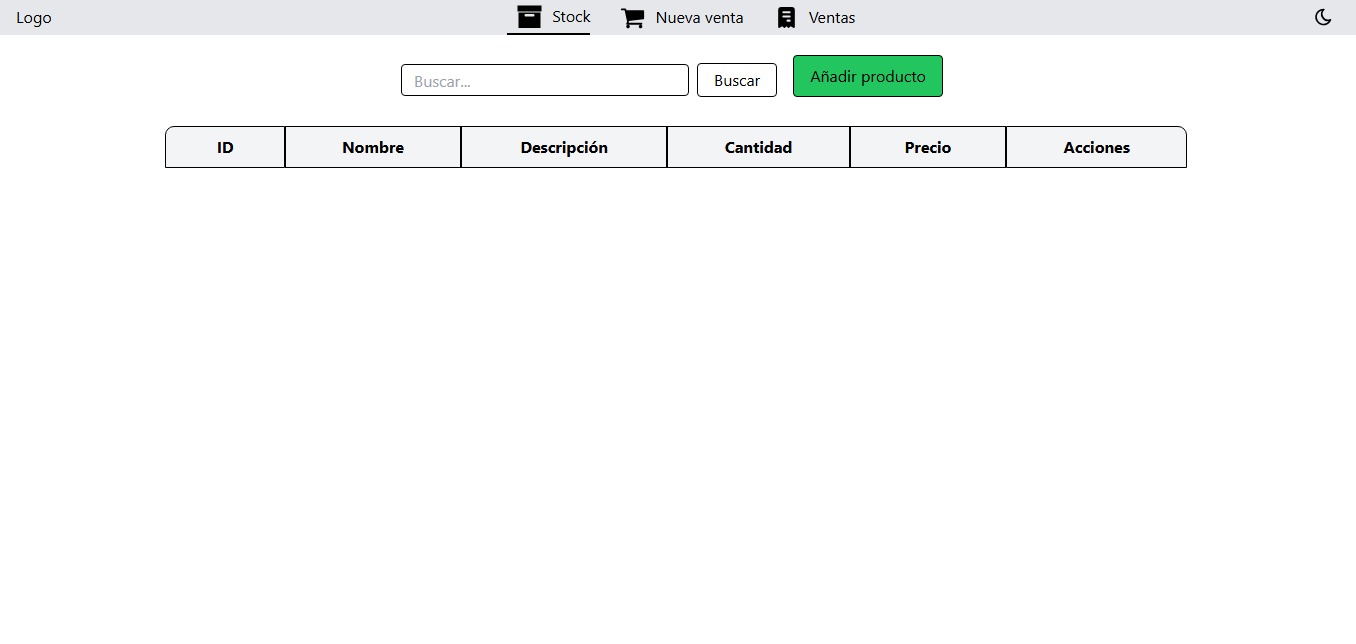 Logo Stock Nueva venta Ventas
Buscar... Buscar Añadir producto
ID Nombre Descripción Cantidad Precio Acciones